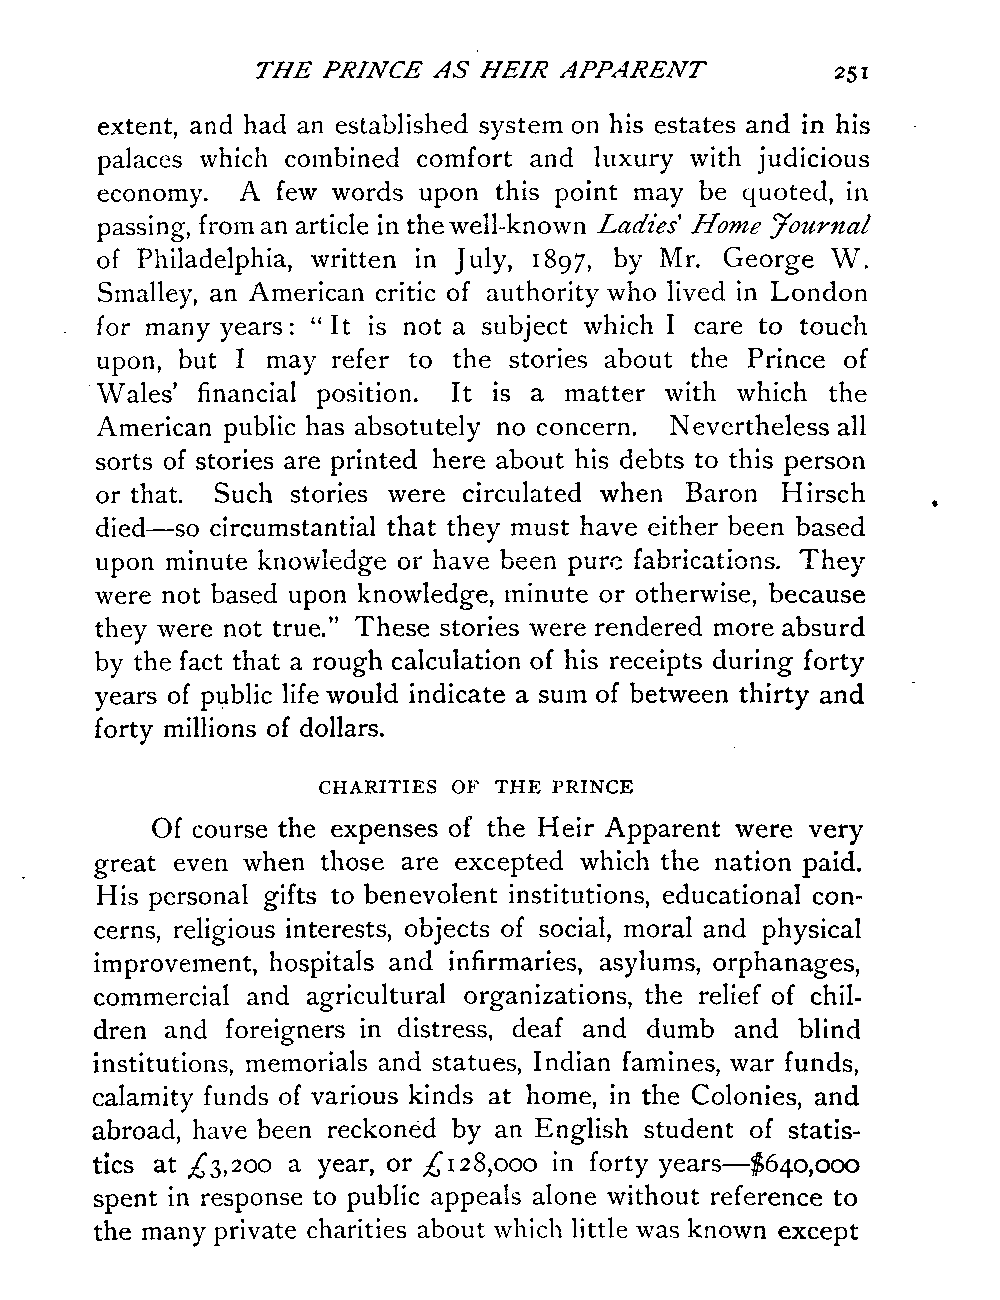 THE PRINCE AS HEIR APPARENT 251
extent, and had an established system on his estates and in his
palaces which combined comfort and luxury with judicious
economy. A few words upon this point may be quoted, in
passing, from an article in the well-known Ladies' Home Journal
of Philadelphia, written in July, 1897, by Mr. George W.
Smalley, an American critic of authority who lived in London
for many years: "It is not a subject which I care to touch
upon, but I may refer to the stories about the Prince of
Wales' financial position. It is a matter with which the
American public has absotutely no concern. Nevertheless all
sorts of stories are printed here about his debts to this person
or that. Such stories were circulated when Baron Hirsch
died—so circumstantial that they must have either been based
upon minute knowledge or have been pure fabrications. They
were not based upon knowledge, minute or otherwise, because
they were not true." These stories were rendered more absurd
by the fact that a rough calculation of his receipts during forty
years of public life would indicate a sum of between thirty and
forty millions of dollars.
CHARITIES OF THE PRINCE
Of course the expenses of the Heir Apparent were very
great even when those are excepted which the nation paid.
His personal gifts to benevolent institutions, educational con-
cerns, religious interests, objects of social, moral and physical
improvement, hospitals and infirmaries, asylums, orphanages,
commercial and agricultural organizations, the relief of chil-
dren and foreigners in distress, deaf and dumb and blind
institutions, memorials and statues, Indian famines, war funds,
calamity funds of various kinds at home, in the Colonies, and
abroad, have been reckoned by an English student of statis-
tics at £3,200 a year, or £128,000 in forty years—$640,000
spent in response to public appeals alone without reference to
the many private charities about which little was known except